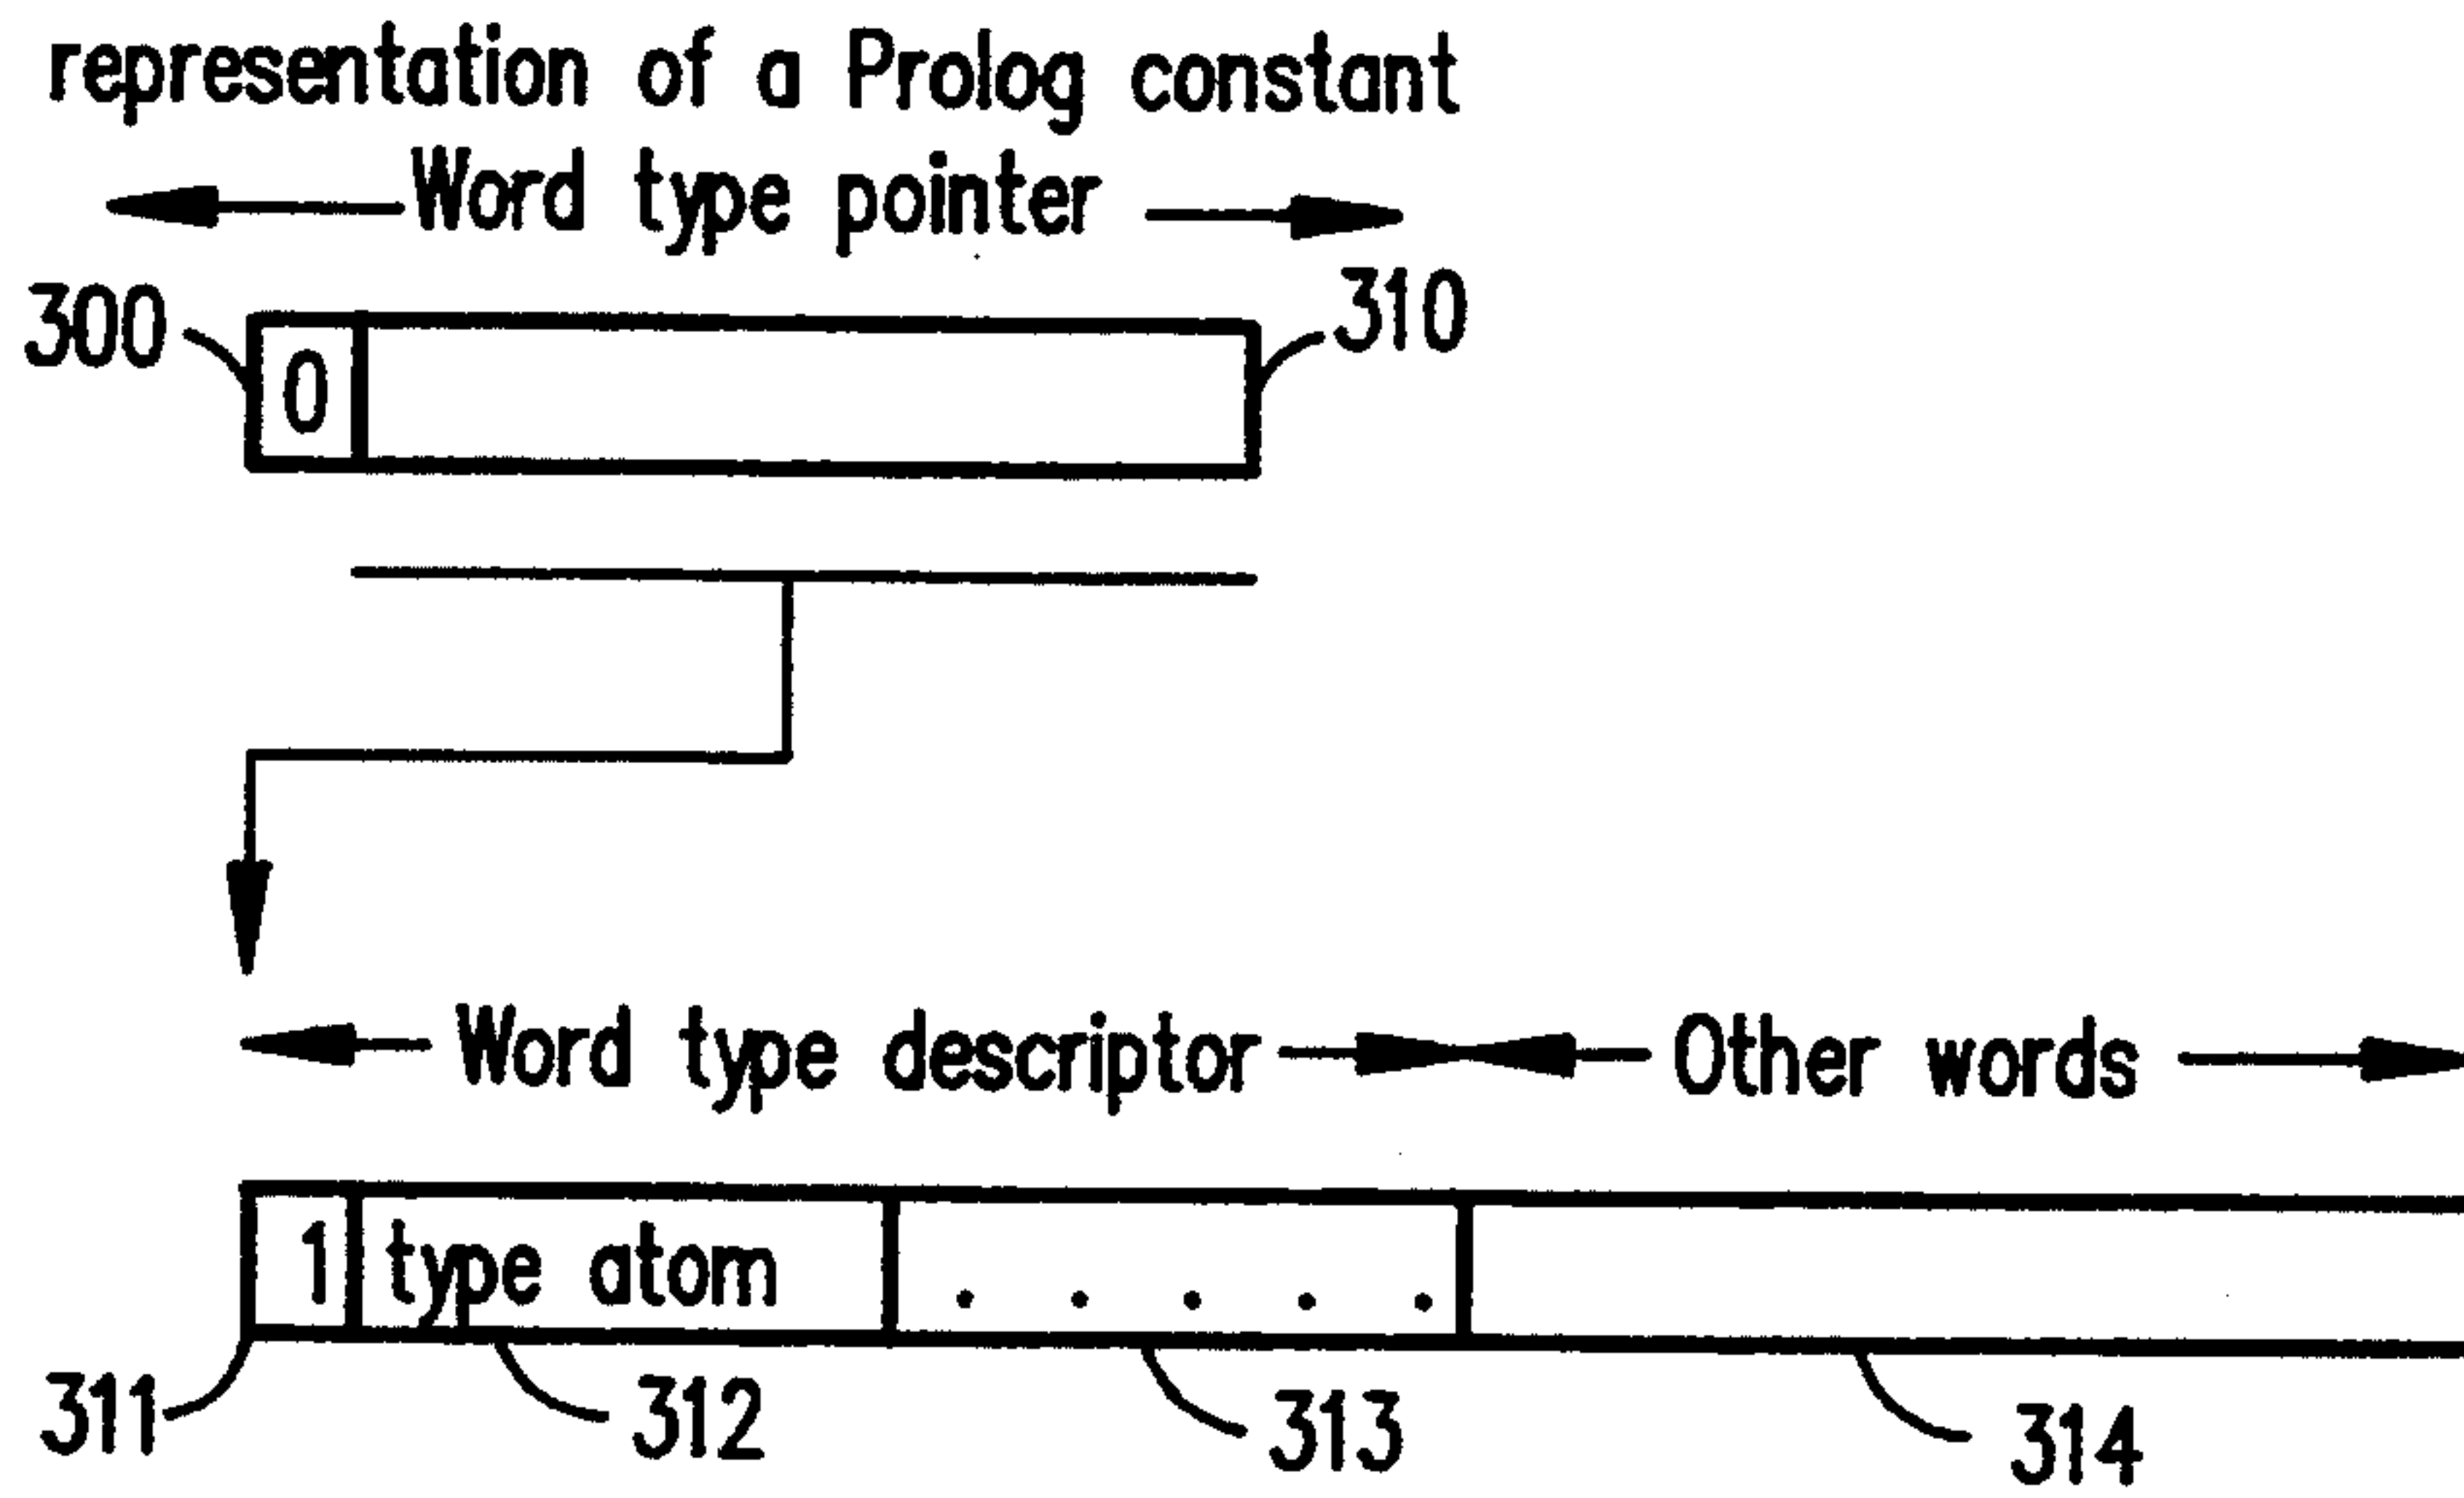 representation of a Prolog constant
Word type pointer
300
310
0
Word type descriptor
Other words
1 type atom . . . . .
311
312
313
314